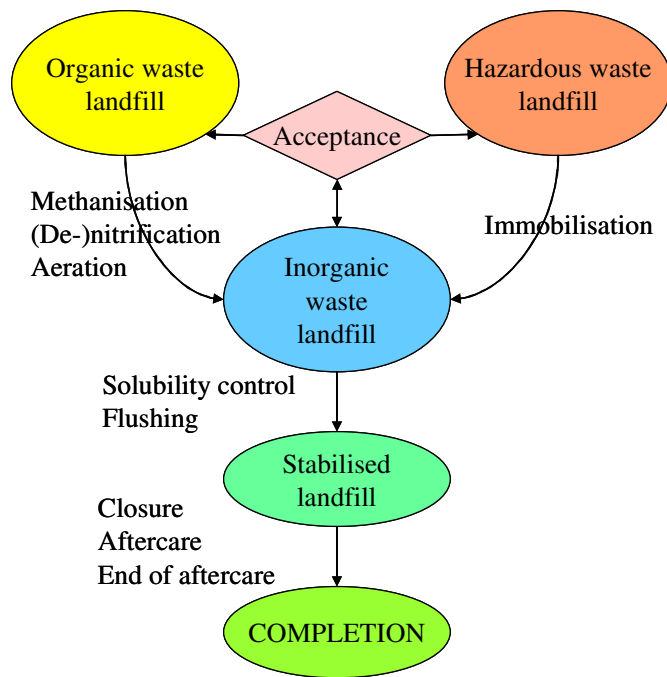 Organic waste
landfill
Hazardous waste
landfill
Acceptance
Methanisation
(De-)nitrification
Aeration
Immobilisation
Inorganic
waste
landfill
Solubility control
Flushing
Stabilised
landfill
Closure
Aftercare
End of aftercare
COMPLETION